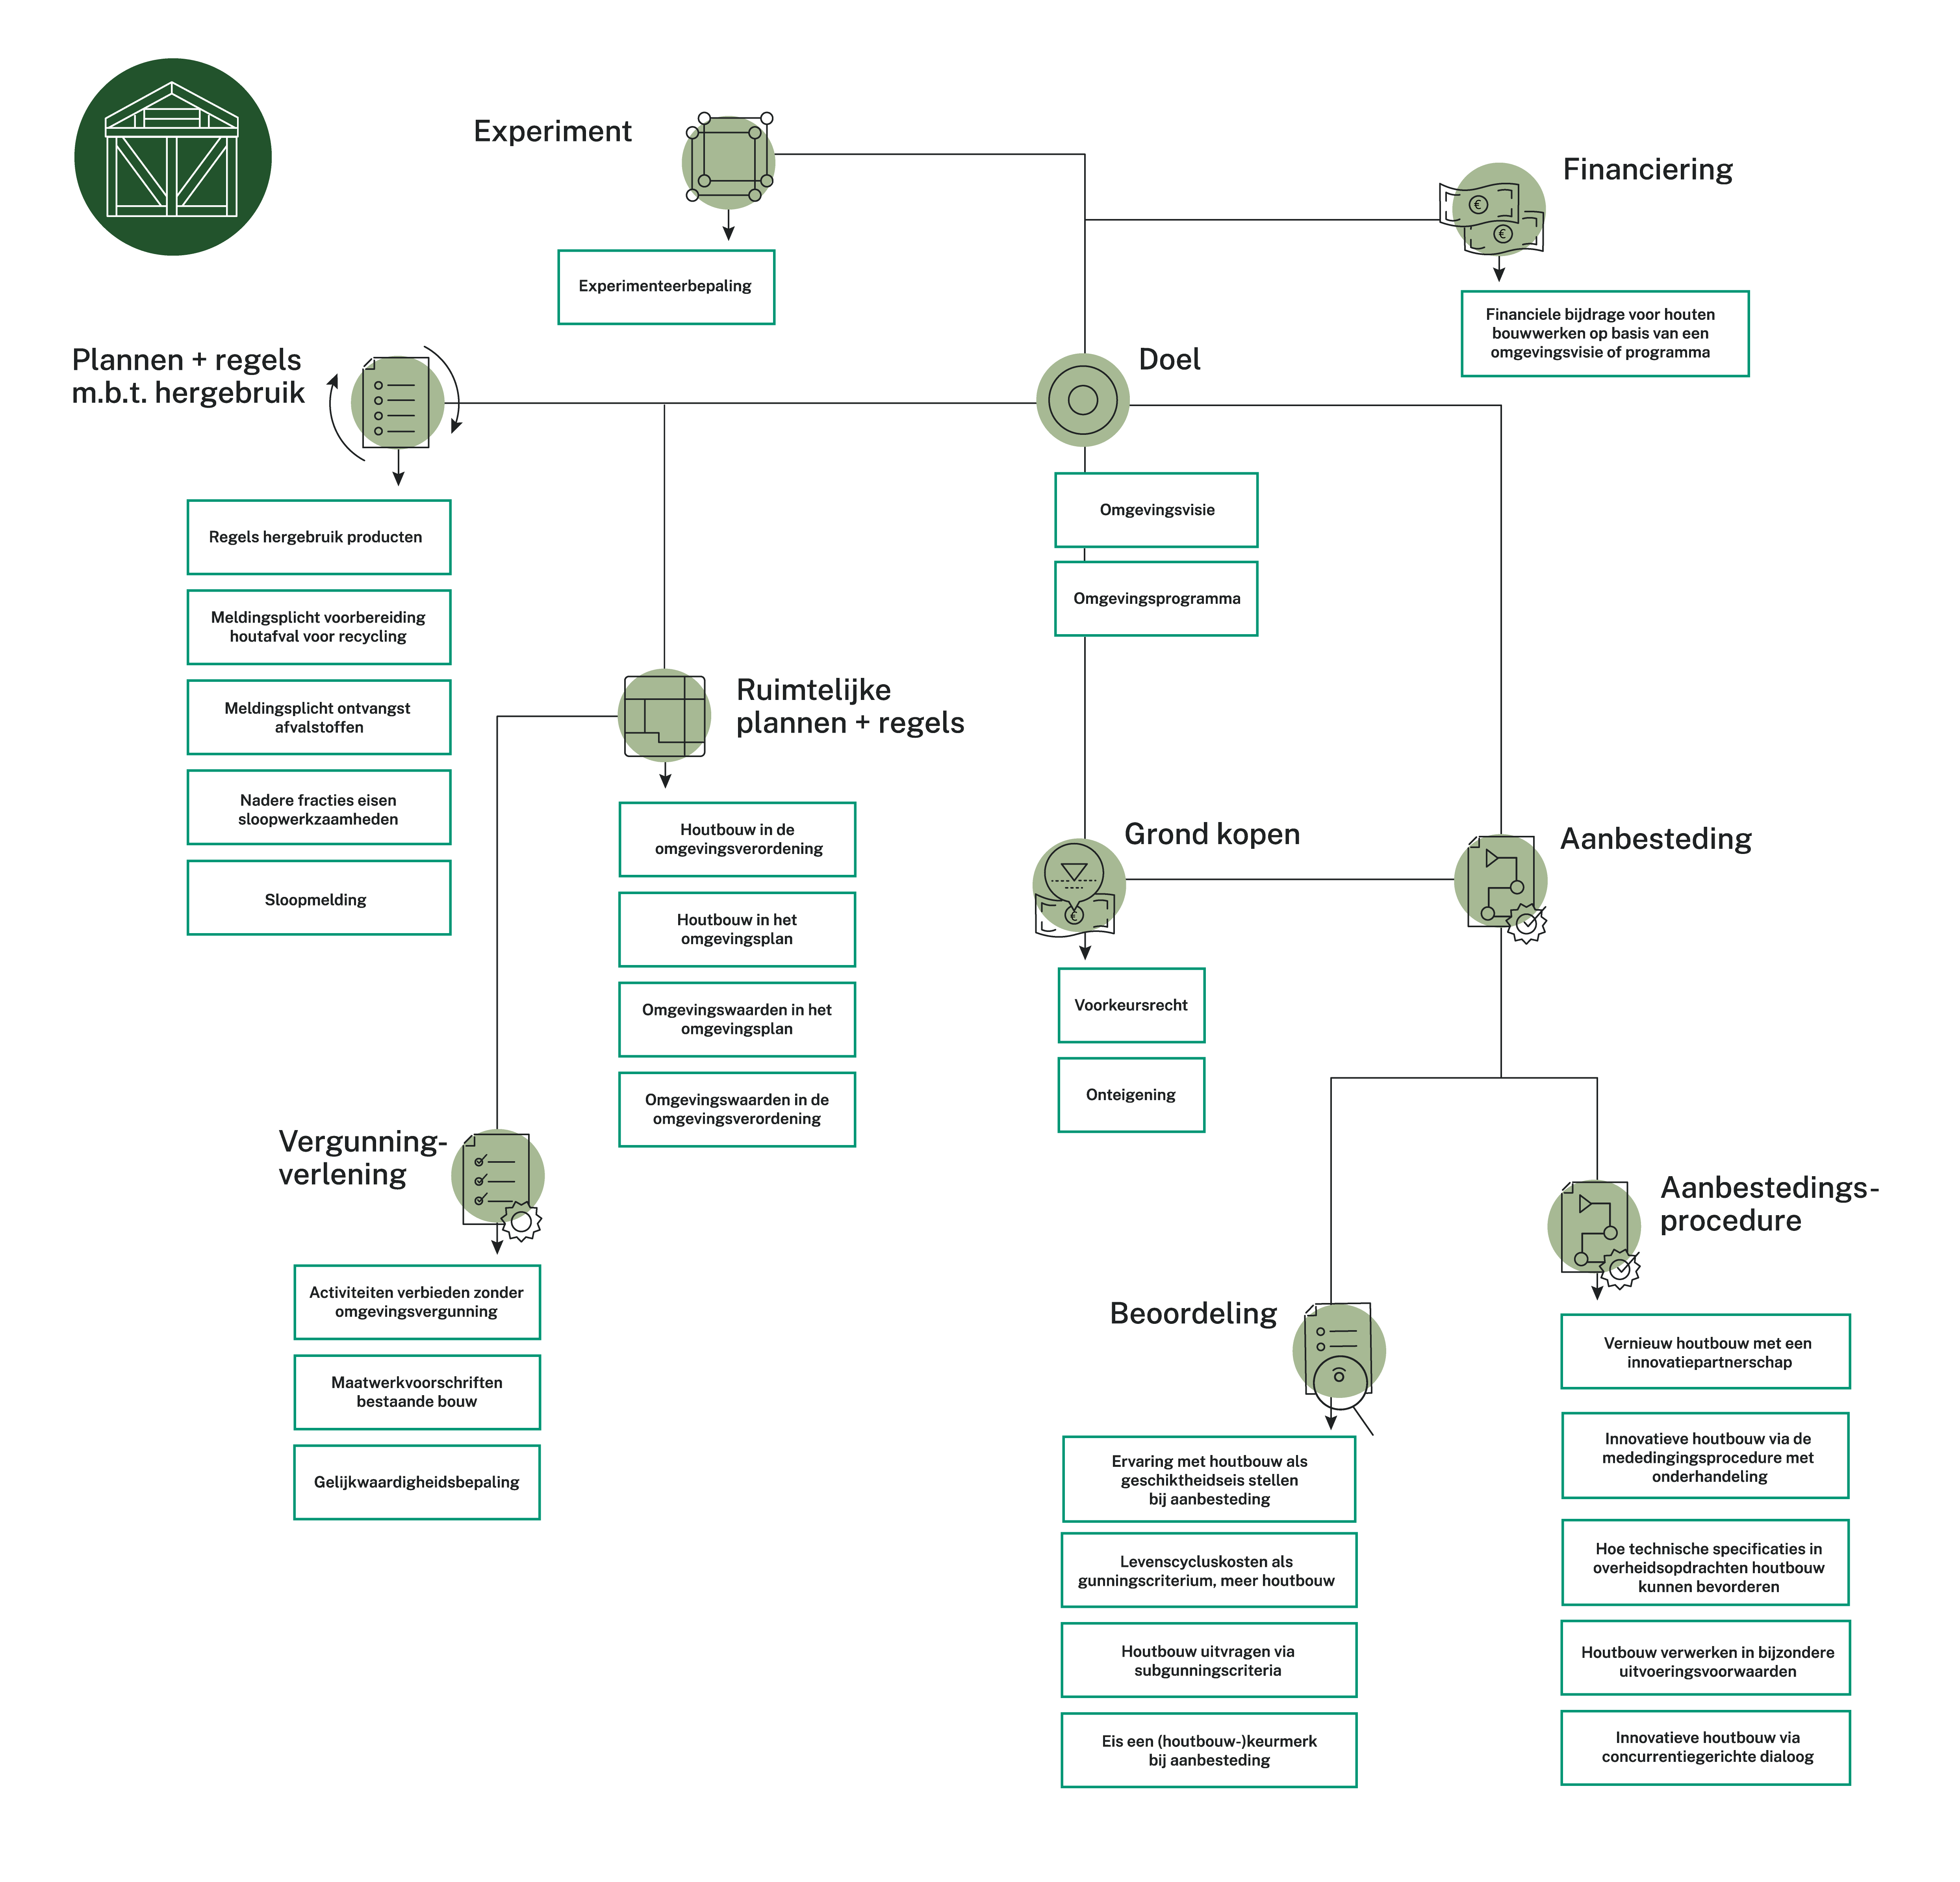 Experiment
Experimenteerbepaling
Financiering
Financiele bijdrage voor houten
bouwwerken op basis van een
omgevingsvisie of programma
Plannen + regels
m.b.t. hergebruik
Regels hergebruik producten
Meldingsplicht voorbereiding
houtafval voor recycling
Meldingsplicht ontvangst
afvalstoffen
Nadere fracties eisen
sloopwerkzaamheden
Sloopmelding
Doel
Omgevingsvisie
Omgevingsprogramma
Ruimtelijke
plannen + regels
Houtbouw in de
omgevingsverordening
Houtbouw in het
omgevingsplan
Omgevingswaarden in het
omgevingsplan
Omgevingswaarden in de
omgevingsverordening
Grond kopen
Voorkeursrecht
Onteigening
Aanbesteding
Vergunning-
verlening
Activiteiten verbieden zonder
omgevingsvergunning
Maatwerkvoorschriften
bestaande bouw
Gelijkwaardigheidsbepaling
Beoordeling
Ervaring met houtbouw als
geschiktheidseis stellen
bij aanbesteding
Levenscycluskosten als
gunningscriterium, meer houtbouw
Houtbouw uitvragen via
subgunningscriteria
Eis een (houtbouw-)keurmerk
bij aanbesteding
Aanbestedings-
procedure
Vernieuw houtbouw met een
innovatiepartnerschap
Innovatieve houtbouw via de
mededingingsprocedure met
onderhandeling
Hoe technische specificaties in
overheidsopdrachten houtbouw
kunnen bevorderen
Houtbouw verwerken in bijzondere
uitvoeringsvoorwaarden
Innovatieve houtbouw via
concurrentiegerichte dialoog